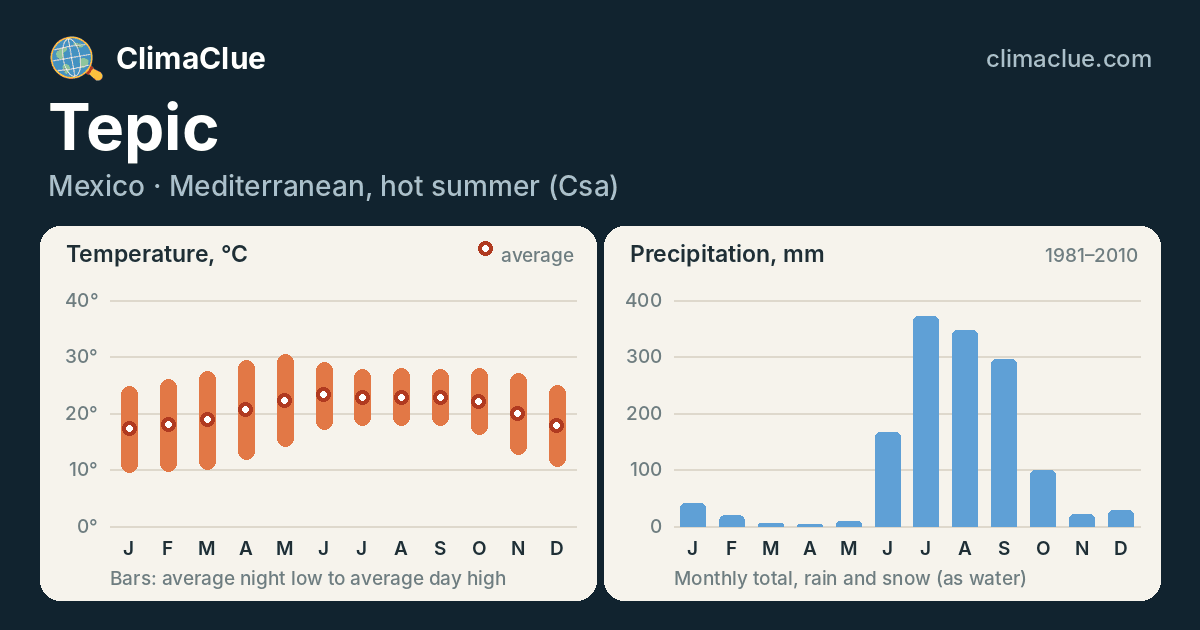 ClimaClue
climaclue.com
Tepic
Mexico · Mediterranean, hot summer (Csa)
Temperature, °C
average
40°
30°
20°
10°
0°
J F M A M J J A S O N D
Bars: average night low to average day high
Precipitation, mm
1981–2010
400
300
200
100
0
J F M A M J J A S O N D
Monthly total, rain and snow (as water)